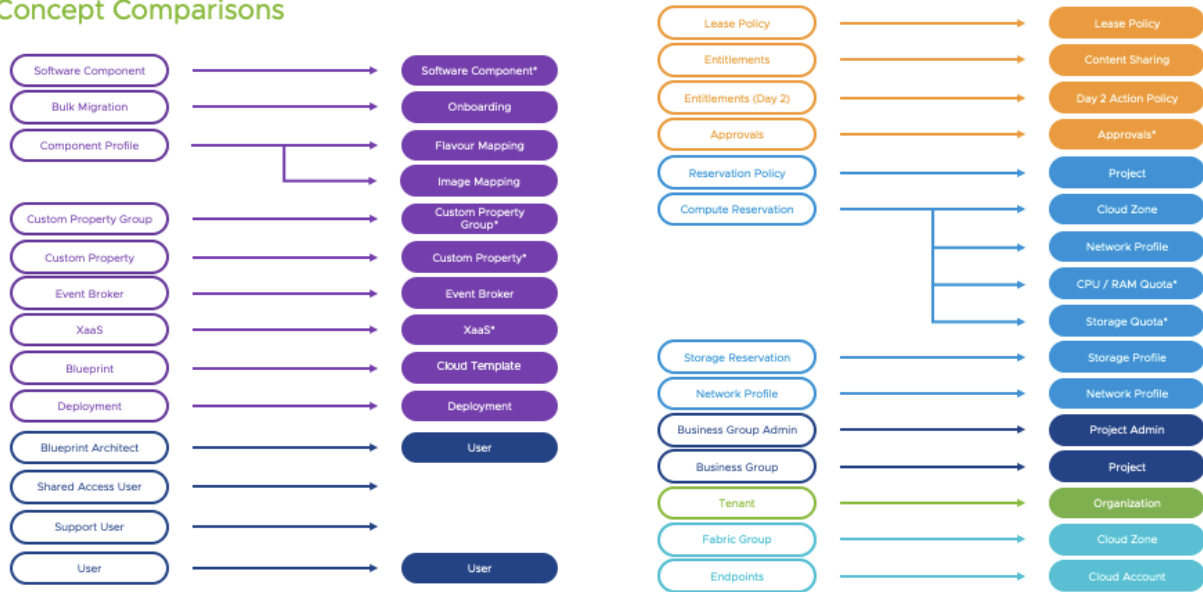 Concept Comparisons
Software Component
Software Component*
Bulk Migration
Onboarding
Component Profile
Flavour Mapping
Image Mapping
Custom Property Group
Custom Property
Group*
Custom Property
Custom Property*
Event Broker
Event Broker
XaaS
XaaS*
Blueprint
Cloud Template
Deployment
Deployment
Blueprint Architect
User
Shared Access User
Support User
User
User
Lease Policy
Lease Policy
Entitlements
Content Sharing
Entitlements (Day 2)
Day 2 Action Policy
Approvals
Approvals*
Reservation Policy
Project
Compute Reservation
Cloud Zone
Network Profile
CPU / RAM Quota*
Storage Quota*
Storage Reservation
Storage Profile
Network Profile
Network Profile
Business Group Admin
Project Admin
Business Group
Project
Tenant
Organization
Fabric Group
Cloud Zone
Endpoints
Cloud Account